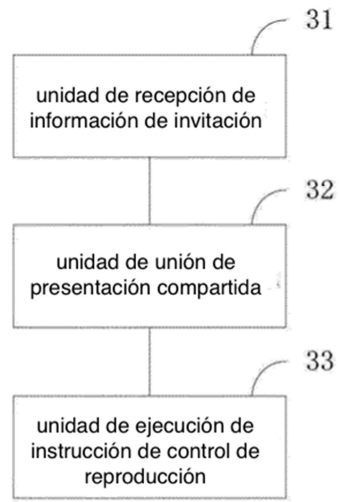 31
unidad de recepción de
información de invitación
32
unidad de unión de
presentación compartida
33
unidad de ejecución de
instrucción de control de
reproducción